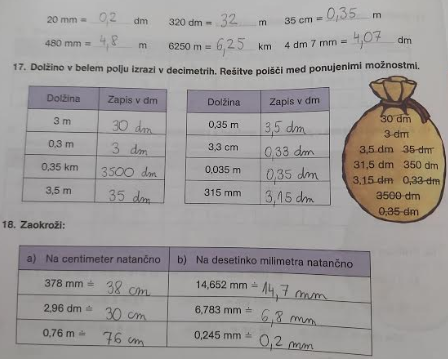 20 mm = 0,2 dm 320 dm = 32 m 35 cm = 0,35 m
480 mm = 4,8 m 6250 m = 6,25 km 4 dm 7 mm = 4,07 dm
17. Dolžino v belem polju izrazi v decimetrih. Rešitve poišči med ponujenimi možnostmi.
Dolžina Zapis v dm Dolžina Zapis v dm
3 m 30 dm 0,35 m 3,5 dm
0,3 m 3 dm 3,3 cm 0,33 dm
0,35 km 3500 dm 0,035 m 0,35 dm
3,5 m 35 dm 315 mm 3,15 dm
30 dm
3 dm
3,5 dm 35 dm
31,5 dm 350 dm
3,15 dm 0,33 dm
3500 dm
0,35 dm
18. Zaokroži:
a) Na centimeter natančno b) Na desetinko milimetra natančno
378 mm ≐ 38 cm 14,652 mm ≐ 14,7 mm
2,96 dm ≐ 30 cm 6,783 mm ≐ 6,8 mm
0,76 m ≐ 76 cm 0,245 mm ≐ 0,2 mm